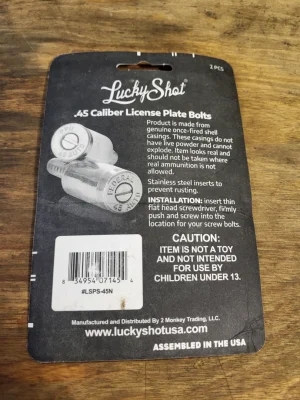 2 PCS
Lucky Shot®
.45 Caliber License Plate Bolts
Product is made from
genuine once-fired shell
casings. These casings do not
have live powder and cannot
explode. Item looks real and
should not be taken where
real ammunition is not
allowed.
Stainless steel inserts to
prevent rusting.
INSTALLATION: insert thin
flat head screwdriver, firmly
push and screw into the
location for your screw bolts.
CAUTION:
ITEM IS NOT A TOY
AND NOT INTENDED
FOR USE BY
CHILDREN UNDER 13.
8 34954 07145 4
#LSPS-45N
Manufactured and Distributed By 2 Monkey Trading, LLC.
www.luckyshotusa.com
ASSEMBLED IN THE USA